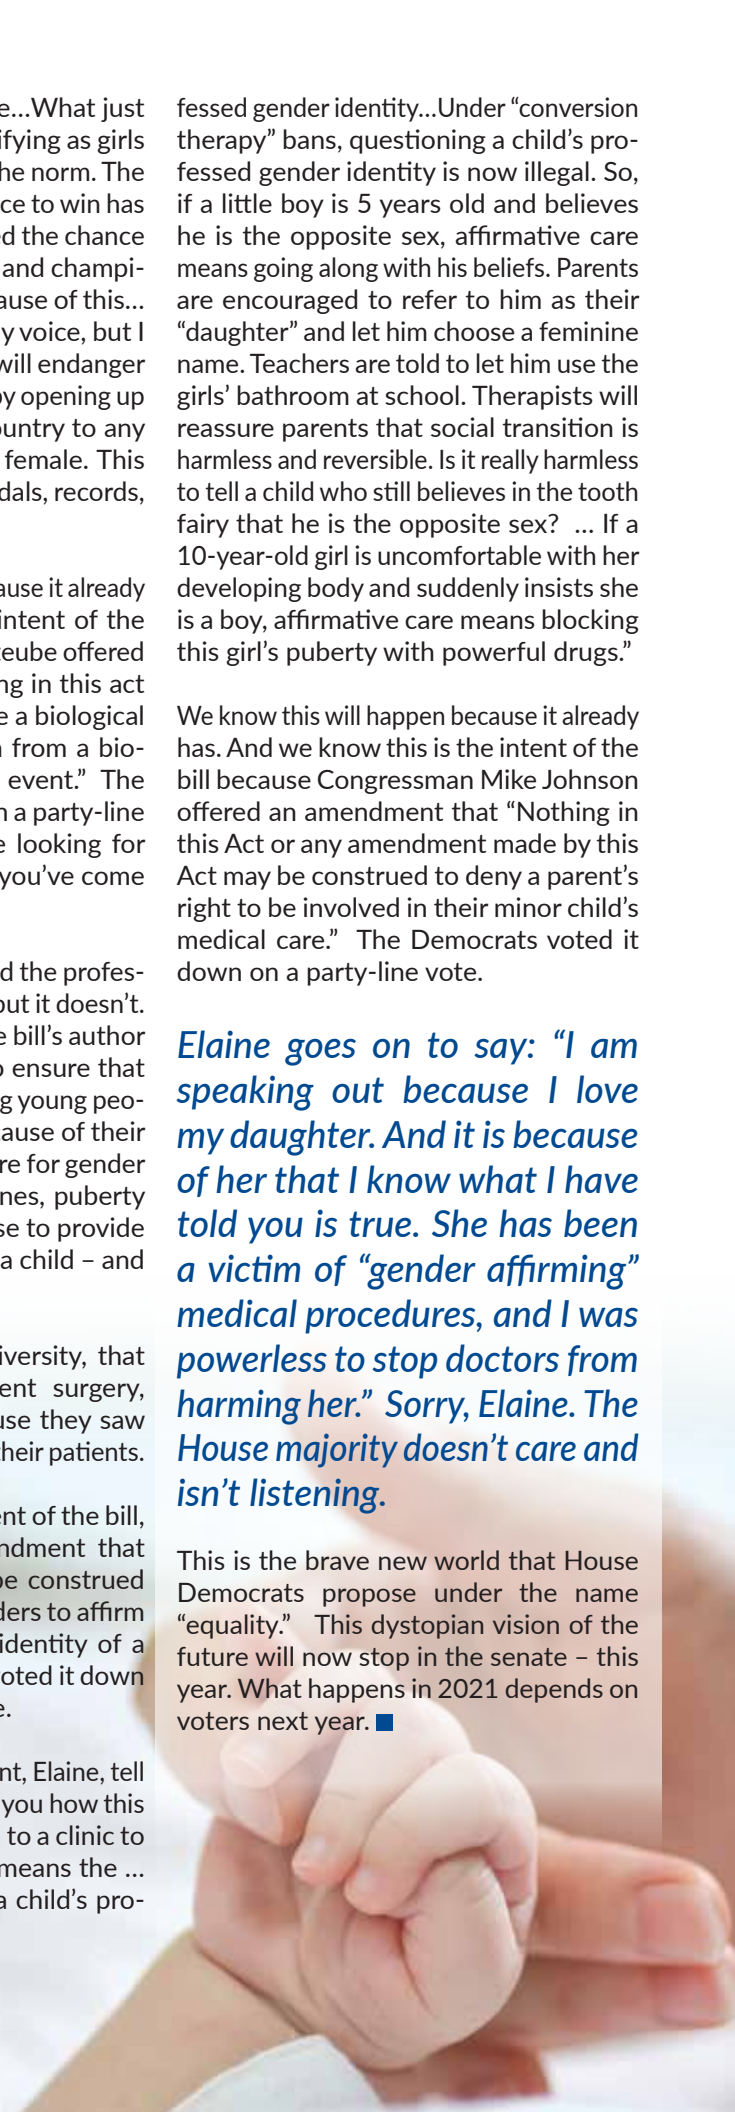 e...What just
ifying as girls
he norm. The
ce to win has
ed the chance
and champi-
ause of this...
y voice, but I
will endanger
by opening up
ountry to any
female. This
dals, records,
ause it already
intent of the
teube offered
ng in this act
e a biological
n from a bio-
event.” The
n a party-line
e looking for
you’ve come
d the profes-
but it doesn’t.
e bill’s author
o ensure that
g young peo-
cause of their
re for gender
nes, puberty
se to provide
a child – and
iversity, that
ent surgery,
use they saw
their patients.
ent of the bill,
ndment that
be construed
ders to affirm
identity of a
voted it down
e.
nt, Elaine, tell
you how this
to a clinic to
means the ...
a child’s pro-
fessed gender identity...Under “conversion
therapy” bans, questioning a child’s pro-
fessed gender identity is now illegal. So,
if a little boy is 5 years old and believes
he is the opposite sex, affirmative care
means going along with his beliefs. Parents
are encouraged to refer to him as their
“daughter” and let him choose a feminine
name. Teachers are told to let him use the
girls’ bathroom at school. Therapists will
reassure parents that social transition is
harmless and reversible. Is it really harmless
to tell a child who still believes in the tooth
fairy that he is the opposite sex? ... If a
10-year-old girl is uncomfortable with her
developing body and suddenly insists she
is a boy, affirmative care means blocking
this girl’s puberty with powerful drugs.”
We know this will happen because it already
has. And we know this is the intent of the
bill because Congressman Mike Johnson
offered an amendment that “Nothing in
this Act or any amendment made by this
Act may be construed to deny a parent’s
right to be involved in their minor child’s
medical care.” The Democrats voted it
down on a party-line vote.
Elaine goes on to say: “I am
speaking out because I love
my daughter. And it is because
of her that I know what I have
told you is true. She has been
a victim of “gender affirming”
medical procedures, and I was
powerless to stop doctors from
harming her.” Sorry, Elaine. The
House majority doesn’t care and
isn’t listening.
This is the brave new world that House
Democrats propose under the name
“equality.” This dystopian vision of the
future will now stop in the senate – this
year. What happens in 2021 depends on
voters next year.